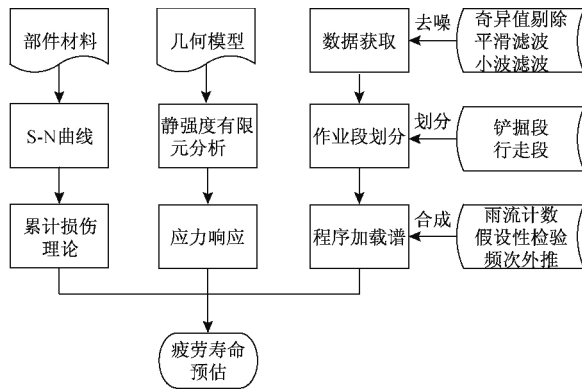 部件材料
几何模型
数据获取
去噪
奇异值剔除
平滑滤波
小波滤波
S-N曲线
静强度有限
元分析
作业段划分
划分
铲掘段
行走段
累计损伤
理论
应力响应
程序加载谱
合成
雨流计数
假设性检验
频次外推
疲劳寿命
预估